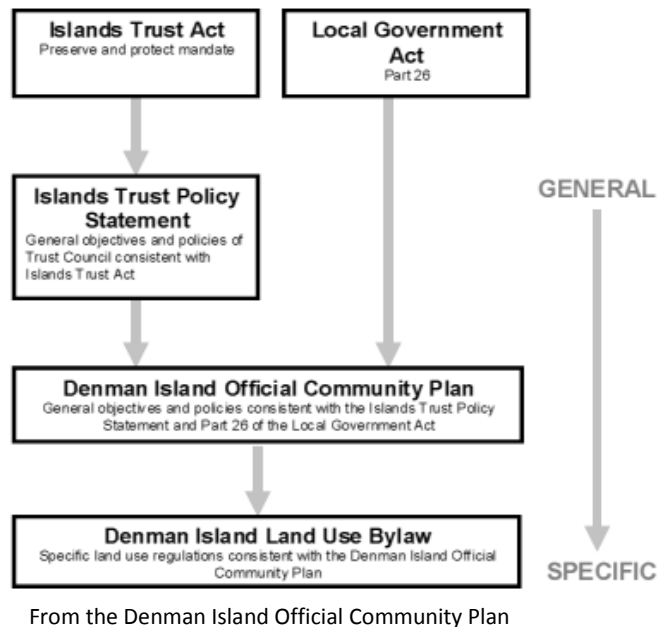 Islands Trust Act
Preserve and protect mandate
Local Government
Act
Part 26
Islands Trust Policy
Statement
General objectives and policies of
Trust Council consistent with
Islands Trust Act
GENERAL
Denman Island Official Community Plan
General objectives and policies consistent with the Islands Trust Policy
Statement and Part 26 of the Local Government Act
Denman Island Land Use Bylaw
Specific land use regulations consistent with the Denman Island Official
Community Plan
SPECIFIC
From the Denman Island Official Community Plan